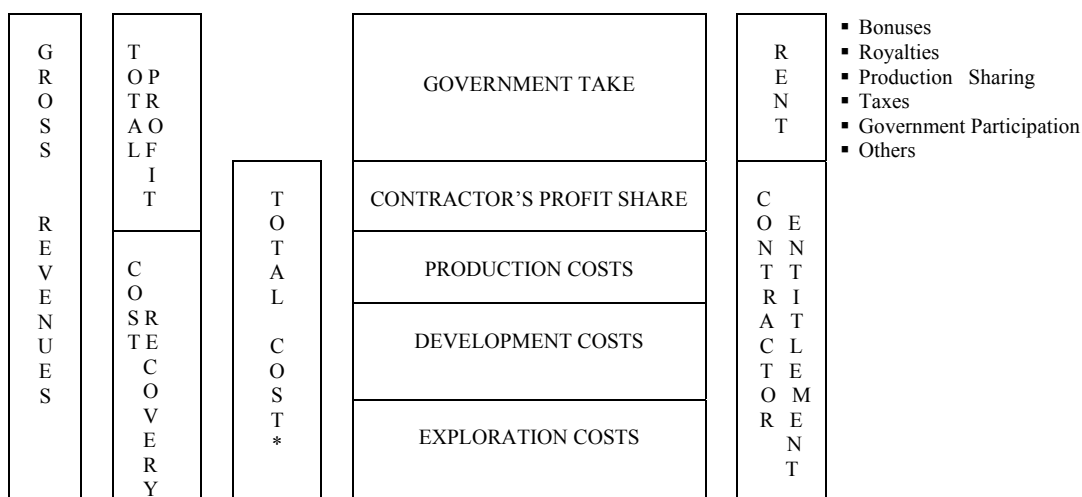 GROSS REVENUES
TOTAL PROFIT
COST RECOVERY
TOTAL COST*
GOVERNMENT TAKE
CONTRACTOR’S PROFIT SHARE
PRODUCTION COSTS
DEVELOPMENT COSTS
EXPLORATION COSTS
RENT
CONTRACTOR ENTITLEMENT
▪ Bonuses
▪ Royalties
▪ Production Sharing
▪ Taxes
▪ Government Participation
▪ Others